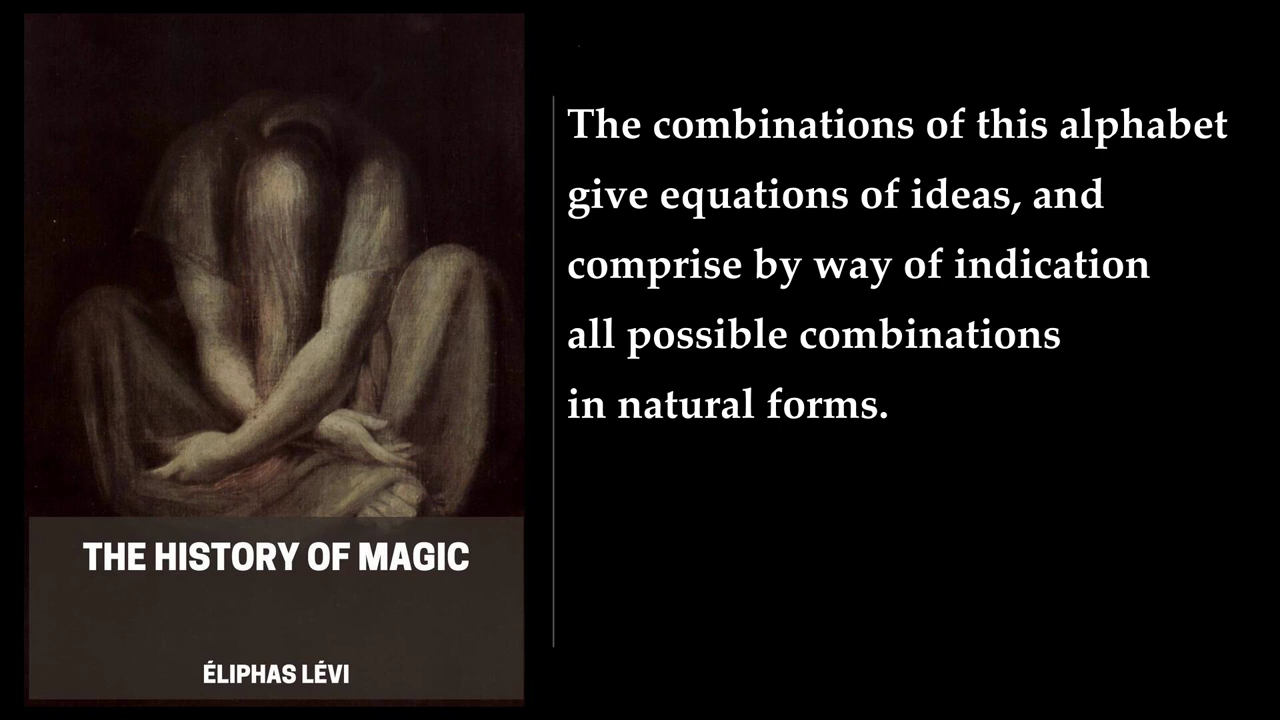 The combinations of this alphabet
give equations of ideas, and
comprise by way of indication
all possible combinations
in natural forms.
THE HISTORY OF MAGIC
ÉLIPHAS LÉVI